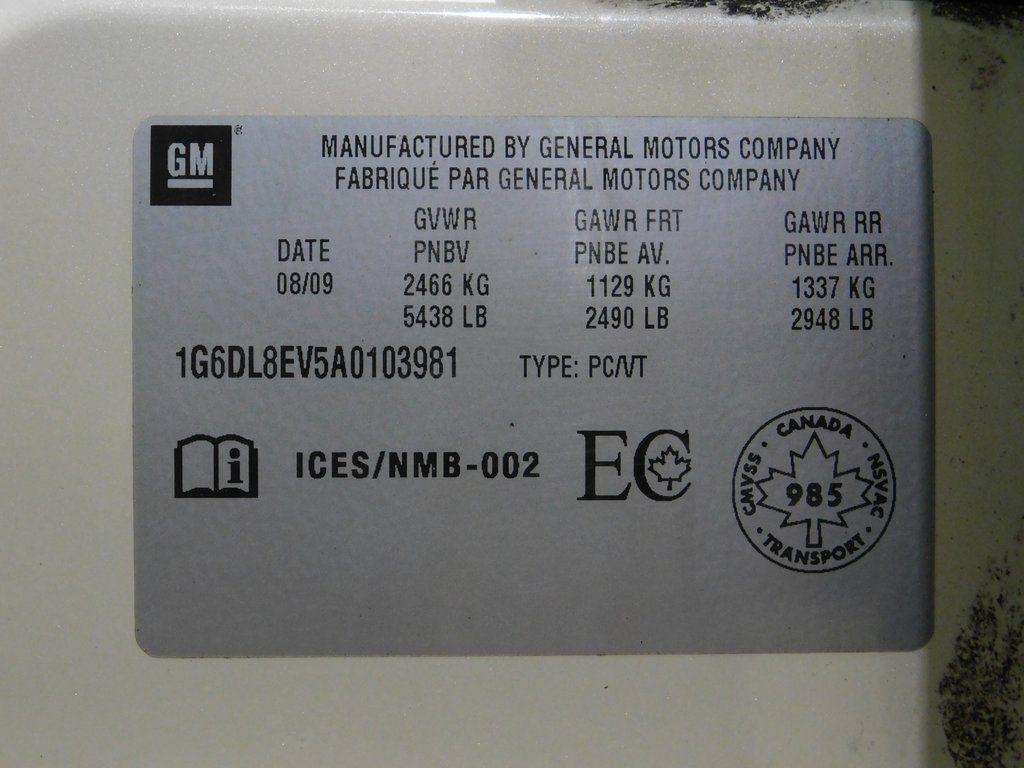 GM®
MANUFACTURED BY GENERAL MOTORS COMPANY
FABRIQUÉ PAR GENERAL MOTORS COMPANY
GVWR GAWR FRT GAWR RR
DATE PNBV PNBE AV. PNBE ARR.
08/09 2466 KG 1129 KG 1337 KG
5438 LB 2490 LB 2948 LB
1G6DL8EV5A0103981 TYPE: PC/VT
i ICES/NMB-002 EC
CANADA
CMVSS · 985 · NSVAC
TRANSPORT